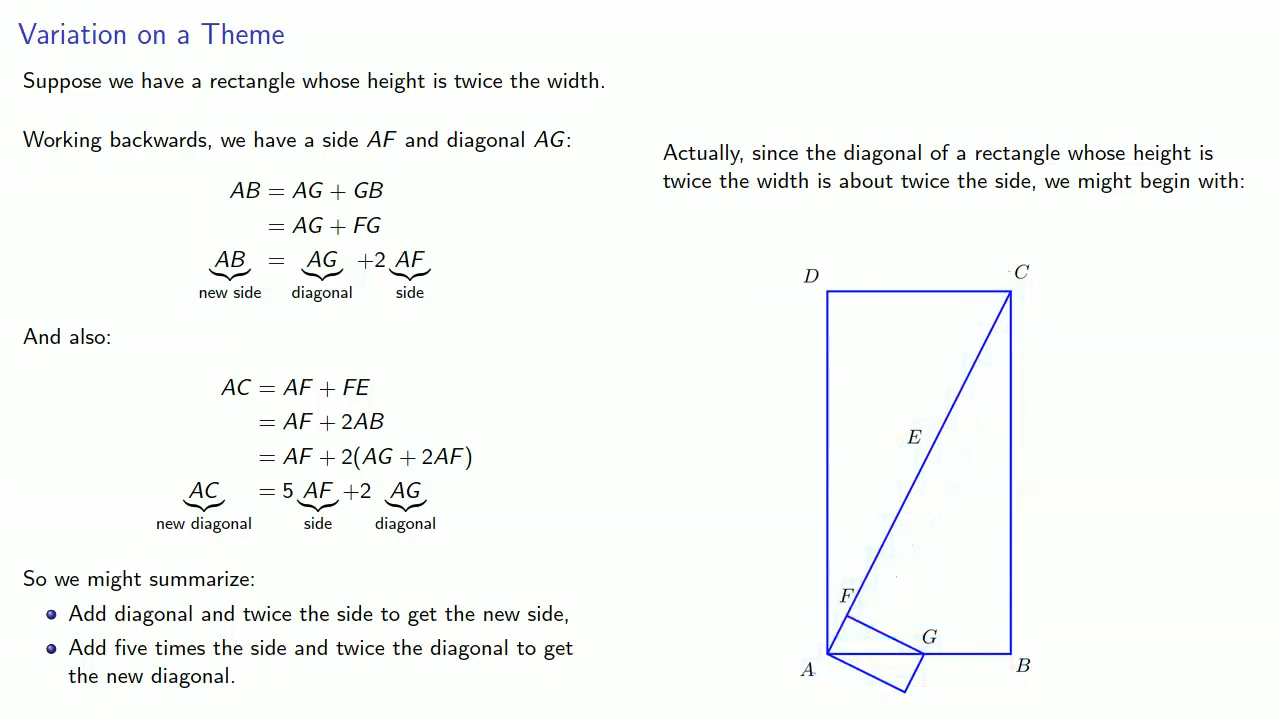 Variation on a Theme
Suppose we have a rectangle whose height is twice the width.
Working backwards, we have a side AF and diagonal AG:
AB = AG + GB
= AG + FG
AB = AG +2 AF
new side diagonal side
And also:
AC = AF + FE
= AF + 2AB
= AF + 2(AG + 2AF)
AC = 5 AF +2 AG
new diagonal side diagonal
So we might summarize:
Add diagonal and twice the side to get the new side,
Add five times the side and twice the diagonal to get
the new diagonal.
Actually, since the diagonal of a rectangle whose height is
twice the width is about twice the side, we might begin with:
D C
E
F
G
A B